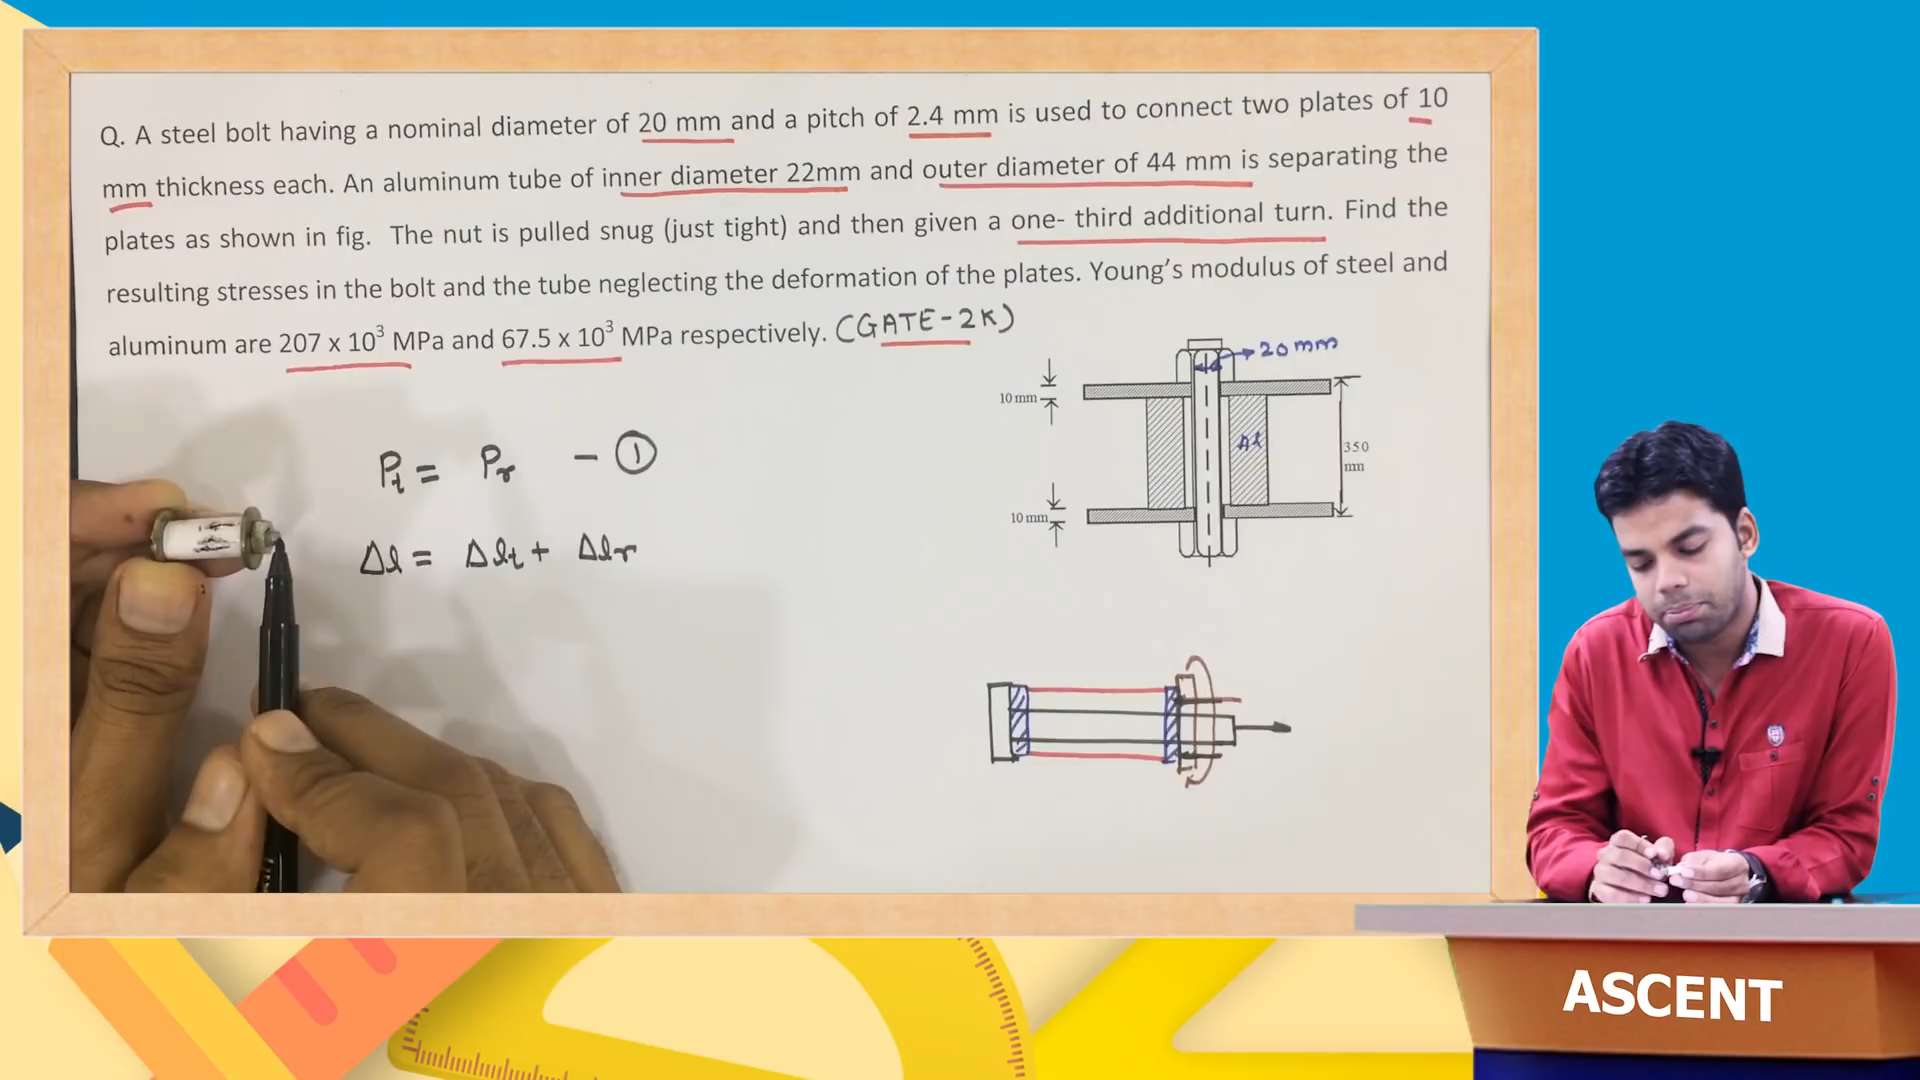 Q. A steel bolt having a nominal diameter of 20 mm and a pitch of 2.4 mm is used to connect two plates of 10
mm thickness each. An aluminum tube of inner diameter 22mm and outer diameter of 44 mm is separating the
plates as shown in fig. The nut is pulled snug (just tight) and then given a one- third additional turn. Find the
resulting stresses in the bolt and the tube neglecting the deformation of the plates. Young's modulus of steel and
aluminum are 207 x 10³ MPa and 67.5 x 10³ MPa respectively. (GATE-2K)
20 mm
10 mm
Al
350
mm
10 mm
Pt = Pr - ①
Δl = Δlt + Δlr
ASCENT